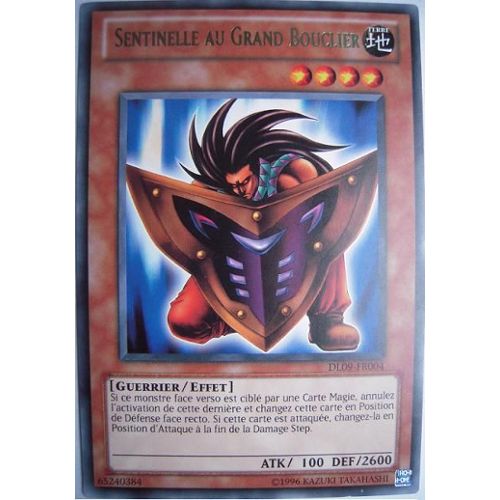 SENTINELLE AU GRAND BOUCLIER
TERRE
地
DL09-FR004
[GUERRIER/EFFET]
Si ce monstre face verso est ciblé par une Carte Magie, annulez
l'activation de cette dernière et changez cette carte en Position
de Défense face recto. Si cette carte est attaquée, changez-la en
Position d'Attaque à la fin de la Damage Step.
ATK/ 100 DEF/2600
65240384
©1996 KAZUKI TAKAHASHI